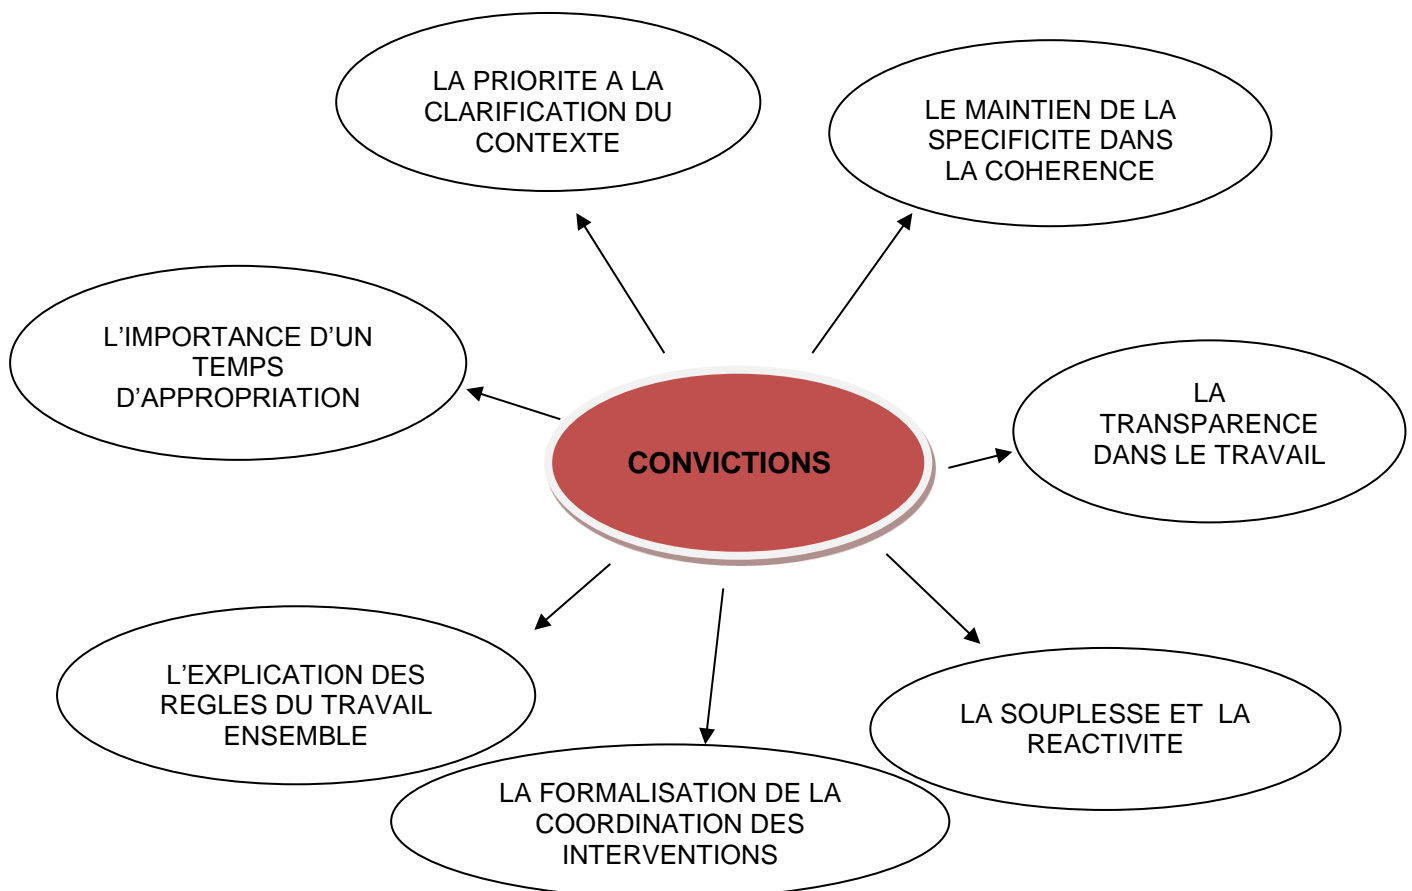 LA PRIORITE A LA
CLARIFICATION DU
CONTEXTE
LE MAINTIEN DE LA
SPECIFICITE DANS
LA COHERENCE
L’IMPORTANCE D’UN
TEMPS
D’APPROPRIATION
LA
TRANSPARENCE
DANS LE TRAVAIL
CONVICTIONS
L’EXPLICATION DES
REGLES DU TRAVAIL
ENSEMBLE
LA SOUPLESSE ET LA
REACTIVITE
LA FORMALISATION DE LA
COORDINATION DES
INTERVENTIONS